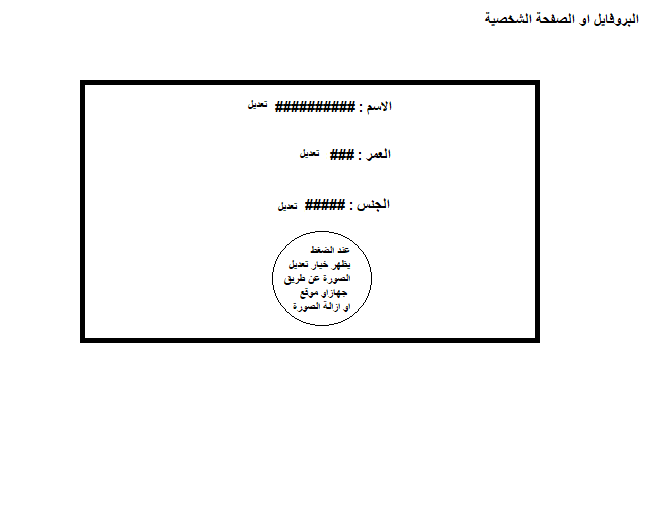 البروفايل او الصفحة الشخصية
الاسم : ########## تعديل
العمر : ### تعديل
الجنس : ##### تعديل
عند الضغط
يظهر خيار تعديل
الصورة عن طريق
جهازاو موقع
او ازالة الصورة